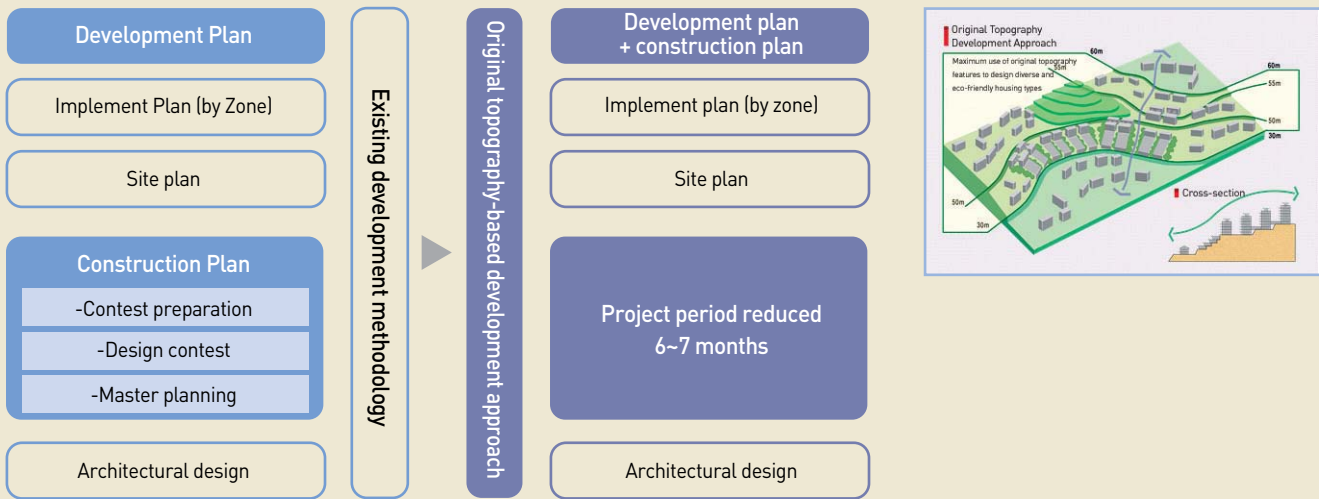 Development Plan
Implement Plan (by Zone)
Site plan
Construction Plan
-Contest preparation
-Design contest
-Master planning
Architectural design
Existing development methodology
Original topography-based development approach
Development plan
+ construction plan
Implement plan (by zone)
Site plan
Project period reduced
6~7 months
Architectural design
Original Topography
Development Approach
Maximum use of original topography
features to design diverse and
eco-friendly housing types
55m
60m
60m
55m
50m
30m
50m
30m
Cross-section